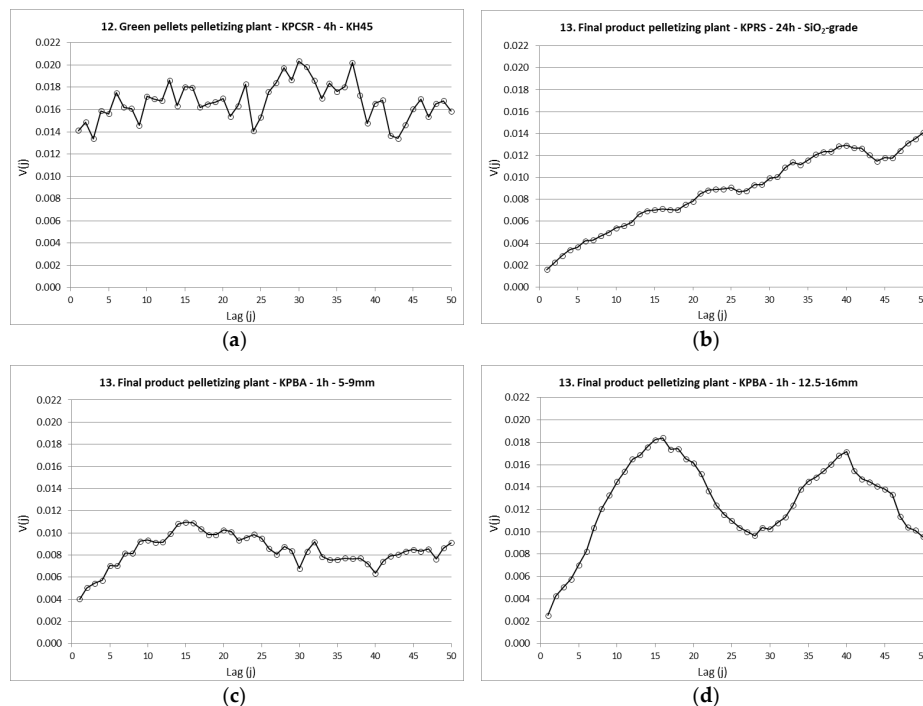 12. Green pellets pelletizing plant - KPCSR - 4h - KH45
0.022
0.020
0.018
0.016
0.014
0.012
0.010
0.008
0.006
0.004
0.002
0.000
V(j)
0 5 10 15 20 25 30 35 40 45 50
Lag (j)
(a)
13. Final product pelletizing plant - KPRS - 24h - SiO₂-grade
0.022
0.020
0.018
0.016
0.014
0.012
0.010
0.008
0.006
0.004
0.002
0.000
V(j)
0 5 10 15 20 25 30 35 40 45 50
Lag (j)
(b)
13. Final product pelletizing plant - KPBA - 1h - 5-9mm
0.022
0.020
0.018
0.016
0.014
0.012
0.010
0.008
0.006
0.004
0.002
0.000
V(j)
0 5 10 15 20 25 30 35 40 45 50
Lag (j)
(c)
13. Final product pelletizing plant - KPBA - 1h - 12.5-16mm
0.022
0.020
0.018
0.016
0.014
0.012
0.010
0.008
0.006
0.004
0.002
0.000
V(j)
0 5 10 15 20 25 30 35 40 45 50
Lag (j)
(d)